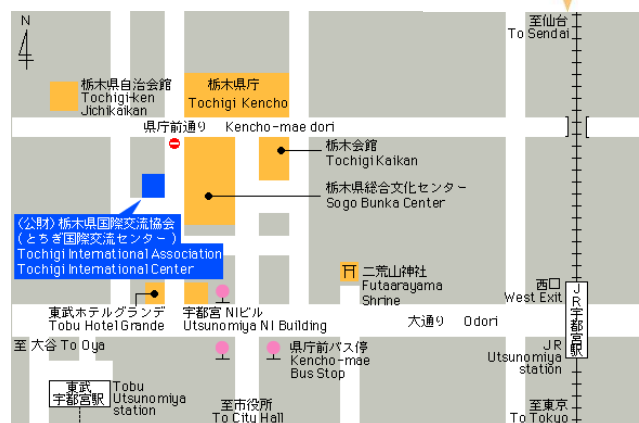 N
至仙台
To Sendai
栃木県自治会館
Tochigi-ken
Jichikaikan
栃木県庁
Tochigi Kencho
県庁前通り Kencho-mae dori
栃木会館
Tochigi Kaikan
栃木県総合文化センター
Sogo Bunka Center
(公財)栃木県国際交流協会
(とちぎ国際交流センター)
Tochigi International Association
Tochigi International Center
二荒山神社
Futaarayama
Shrine
西口
West Exit
JR宇都宮駅
東武ホテルグランデ
Tobu Hotel Grande
宇都宮 NIビル
Utsunomiya NI Building
大通り Odori
至 大谷 To Oya
県庁前バス停
Kencho-mae
Bus Stop
JR
Utsunomiya
station
東武
宇都宮駅
Tobu
Utsunomiya
station
至市役所
To City Hall
至東京
To Tokyo